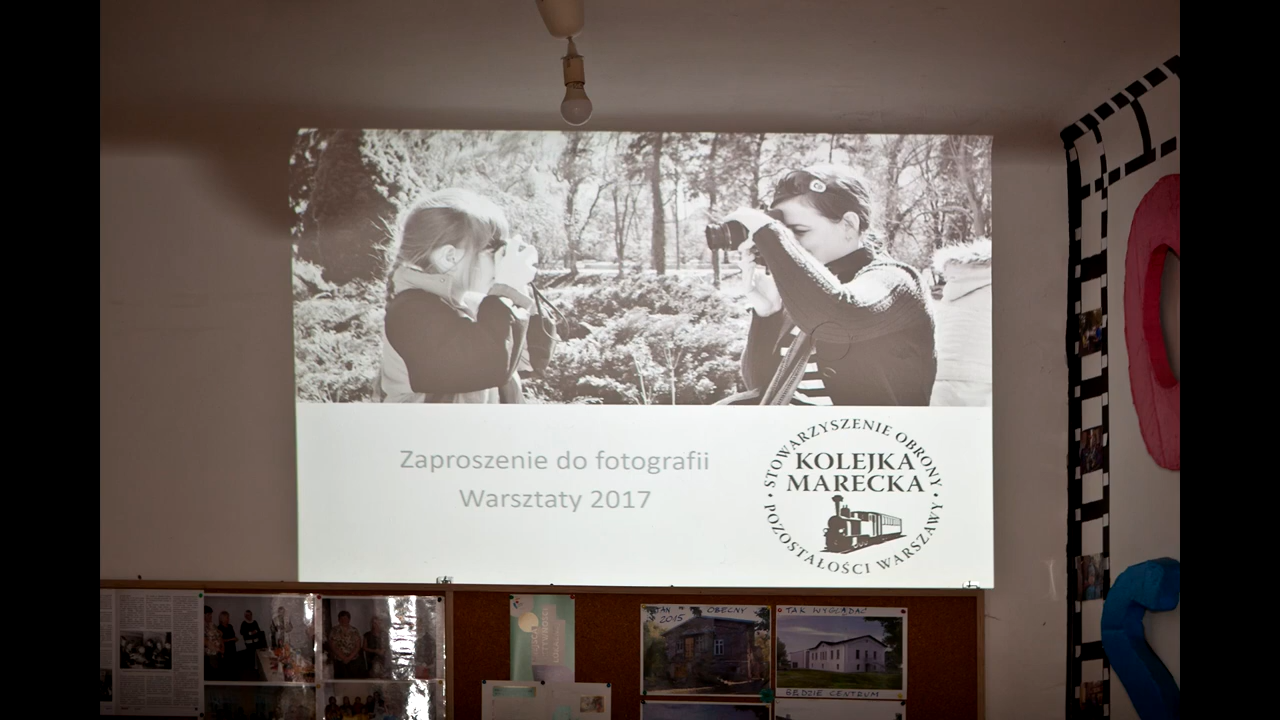 Zaproszenie do fotografii
Warsztaty 2017
STOWARZYSZENIE OBRONY
KOLEJKA
MARECKA
POZOSTAŁOŚCI WARSZAWY
OBECNY
2015
TAK WYGLĄDAĆ
BĘDZIE CENTRUM